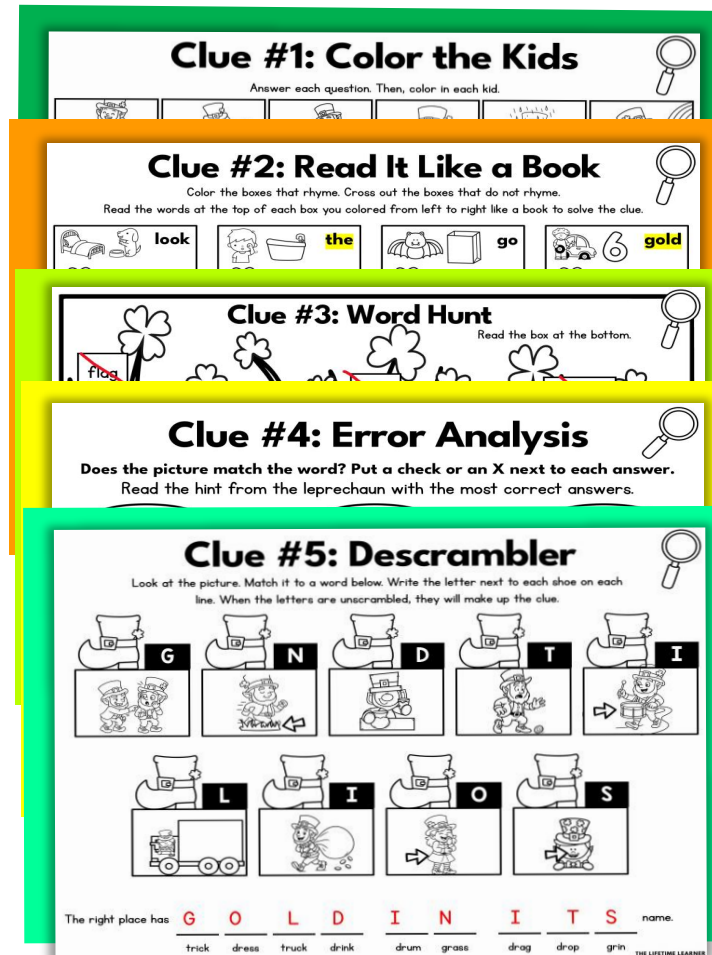 Clue #1: Color the Kids
Answer each question. Then, color in each kid.
Clue #2: Read It Like a Book
Color the boxes that rhyme. Cross out the boxes that do not rhyme.
Read the words at the top of each box you colored from left to right like a book to solve the clue.
look the go gold
Clue #3: Word Hunt
Read the box at the bottom.
flag
Clue #4: Error Analysis
Does the picture match the word? Put a check or an X next to each answer.
Read the hint from the leprechaun with the most correct answers.
Clue #5: Descrambler
Look at the picture. Match it to a word below. Write the letter next to each shoe on each
line. When the letters are unscrambled, they will make up the clue.
G N D T I
L I O S
The right place has G O L D I N I T S name.
trick dress truck drink drum grass drag drop grin
THE LIFETIME LEARNER